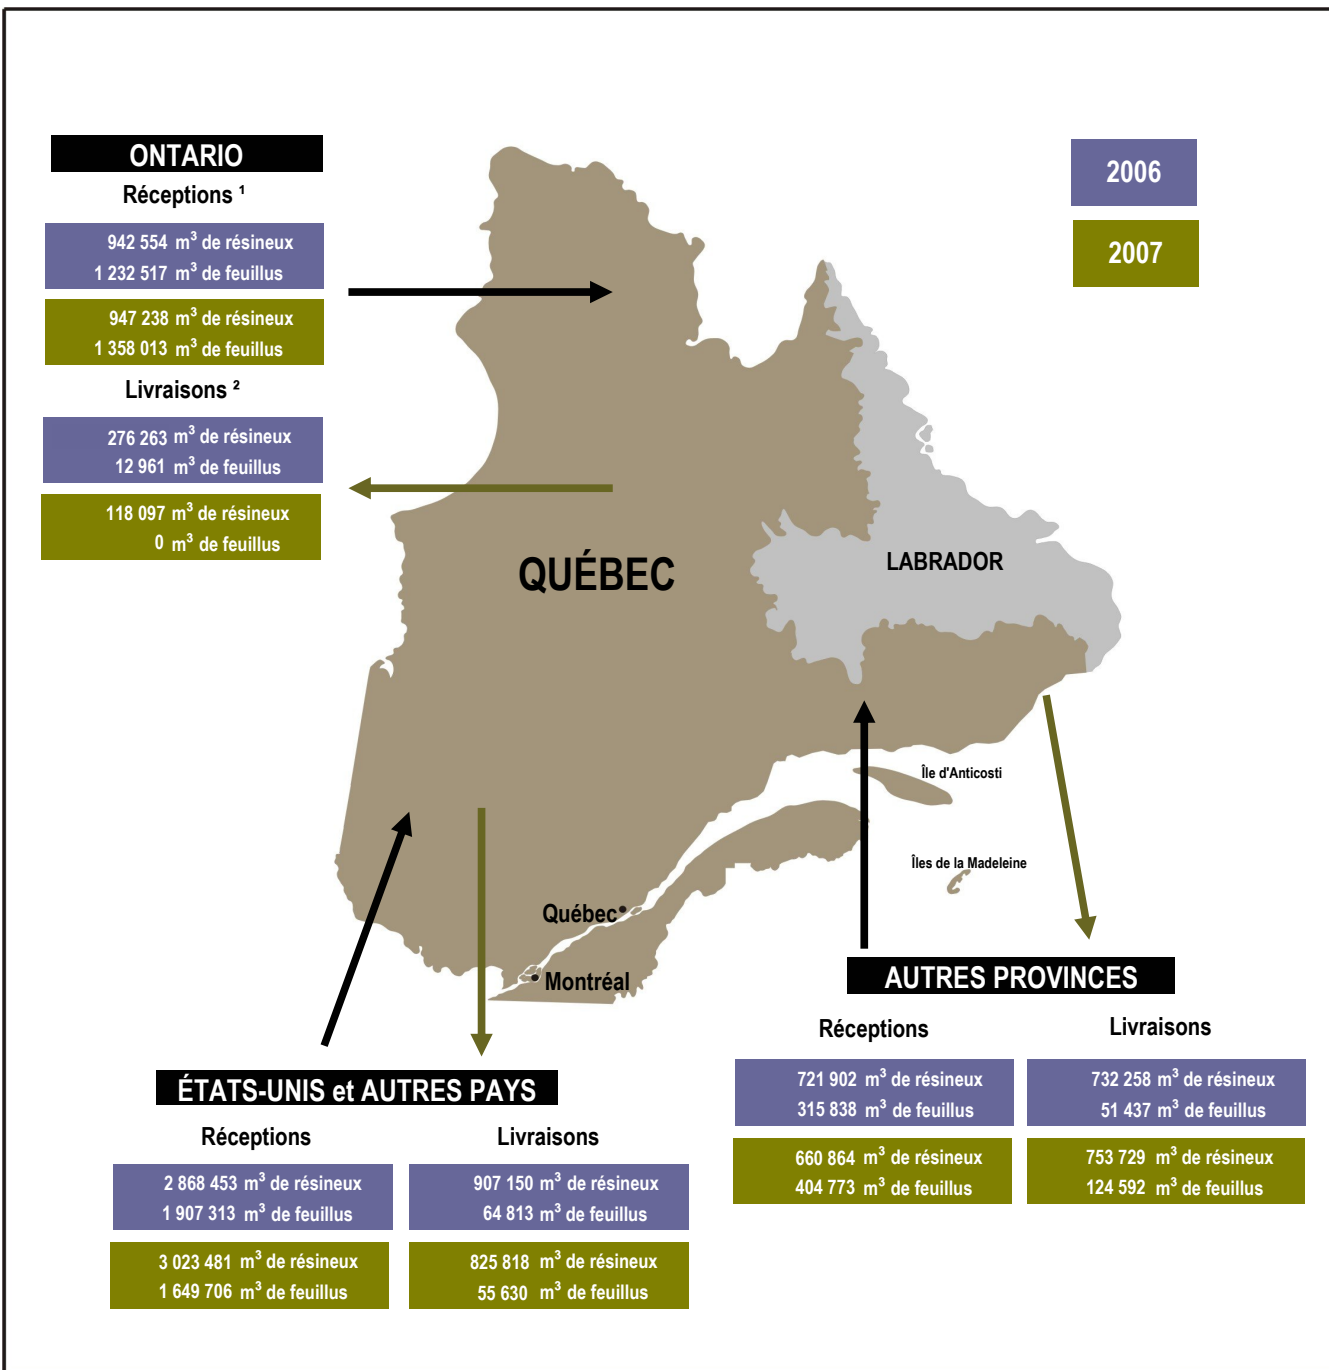 ONTARIO
Réceptions ¹
942 554 m³ de résineux
1 232 517 m³ de feuillus
947 238 m³ de résineux
1 358 013 m³ de feuillus
Livraisons ²
276 263 m³ de résineux
12 961 m³ de feuillus
118 097 m³ de résineux
0 m³ de feuillus
2006
2007
QUÉBEC
LABRADOR
Île d'Anticosti
Îles de la Madeleine
Québec
Montréal
AUTRES PROVINCES
Réceptions
721 902 m³ de résineux
315 838 m³ de feuillus
660 864 m³ de résineux
404 773 m³ de feuillus
Livraisons
732 258 m³ de résineux
51 437 m³ de feuillus
753 729 m³ de résineux
124 592 m³ de feuillus
ÉTATS-UNIS et AUTRES PAYS
Réceptions
2 868 453 m³ de résineux
1 907 313 m³ de feuillus
3 023 481 m³ de résineux
1 649 706 m³ de feuillus
Livraisons
907 150 m³ de résineux
64 813 m³ de feuillus
825 818 m³ de résineux
55 630 m³ de feuillus